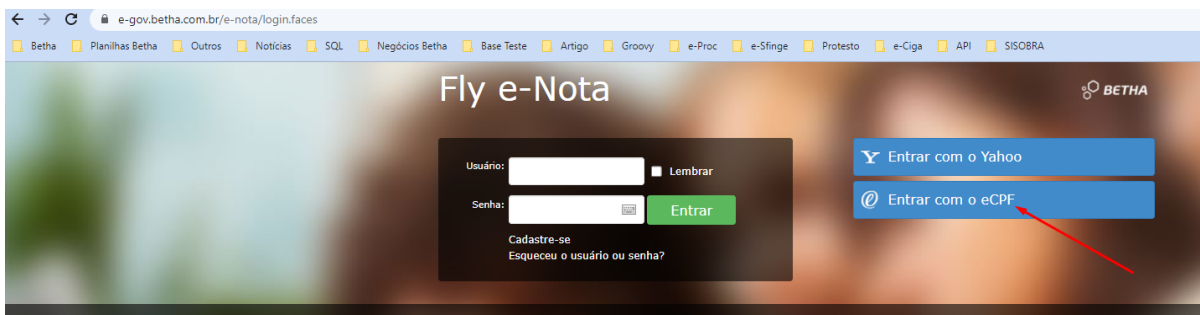 e-gov.betha.com.br/e-nota/login.faces
Betha Planilhas Betha Outros Notícias SQL Negócios Betha Base Teste Artigo Groovy e-Proc e-Sfinge Protesto e-Ciga API SISOBRA
Fly e-Nota
BETHA
Usuário:
Lembrar
Senha:
Entrar
Cadastre-se
Esqueceu o usuário ou senha?
Entrar com o Yahoo
Entrar com o eCPF